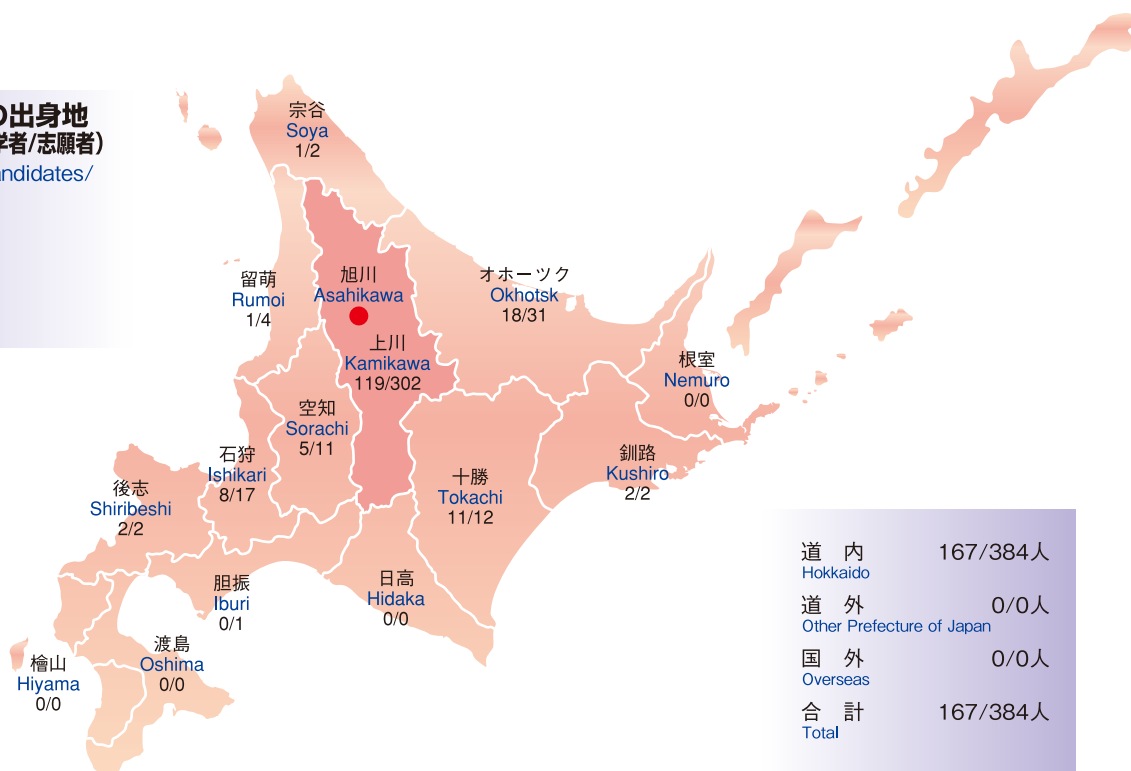 の出身地
学者/志願者)
andidates/
宗谷
Soya
1/2
留萌
Rumoi
1/4
旭川
Asahikawa
オホーツク
Okhotsk
18/31
上川
Kamikawa
119/302
根室
Nemuro
0/0
空知
Sorachi
5/11
石狩
Ishikari
8/17
釧路
Kushiro
2/2
後志
Shiribeshi
2/2
十勝
Tokachi
11/12
胆振
Iburi
0/1
日高
Hidaka
0/0
渡島
Oshima
0/0
檜山
Hiyama
0/0
道 内 167/384人
Hokkaido
道 外 0/0人
Other Prefecture of Japan
国 外 0/0人
Overseas
合 計 167/384人
Total